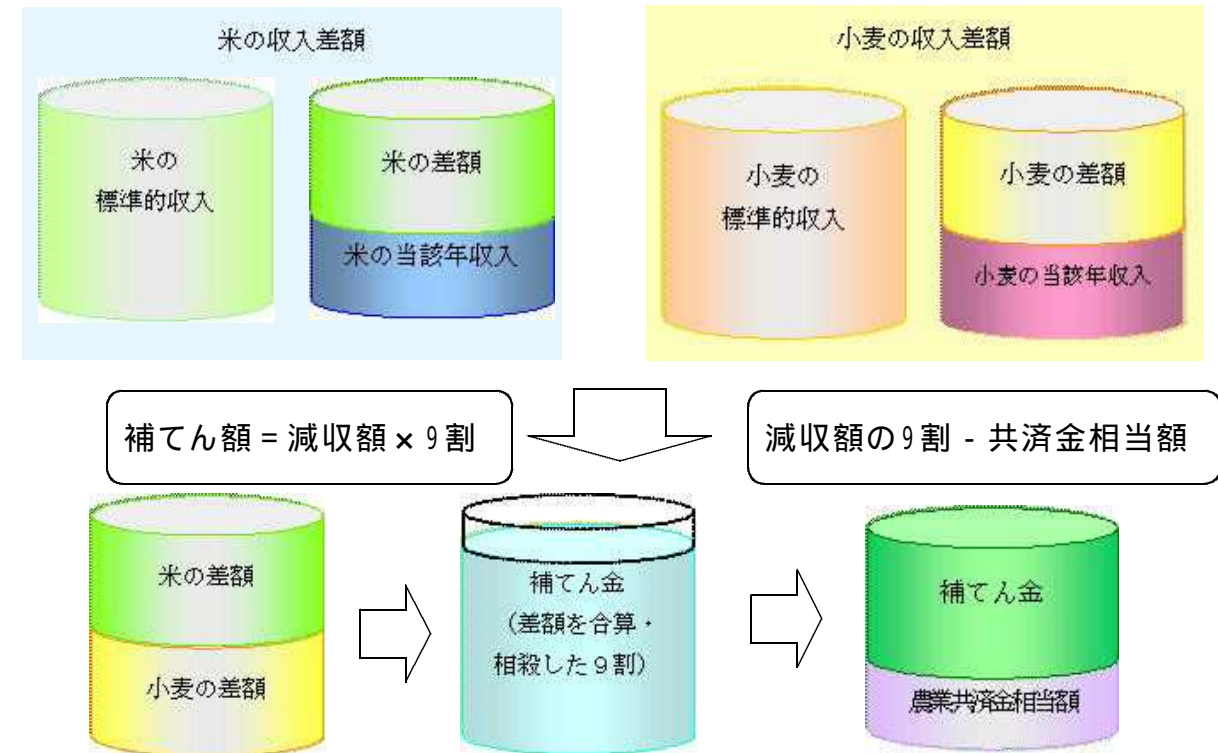 米の収入差額
米の
標準的収入
米の差額
米の当該年収入
小麦の収入差額
小麦の
標準的収入
小麦の差額
小麦の当該年収入
補てん額=減収額×9割
減収額の9割-共済金相当額
米の差額
小麦の差額
補てん金
(差額を合算・
相殺した9割)
補てん金
農業共済金相当額